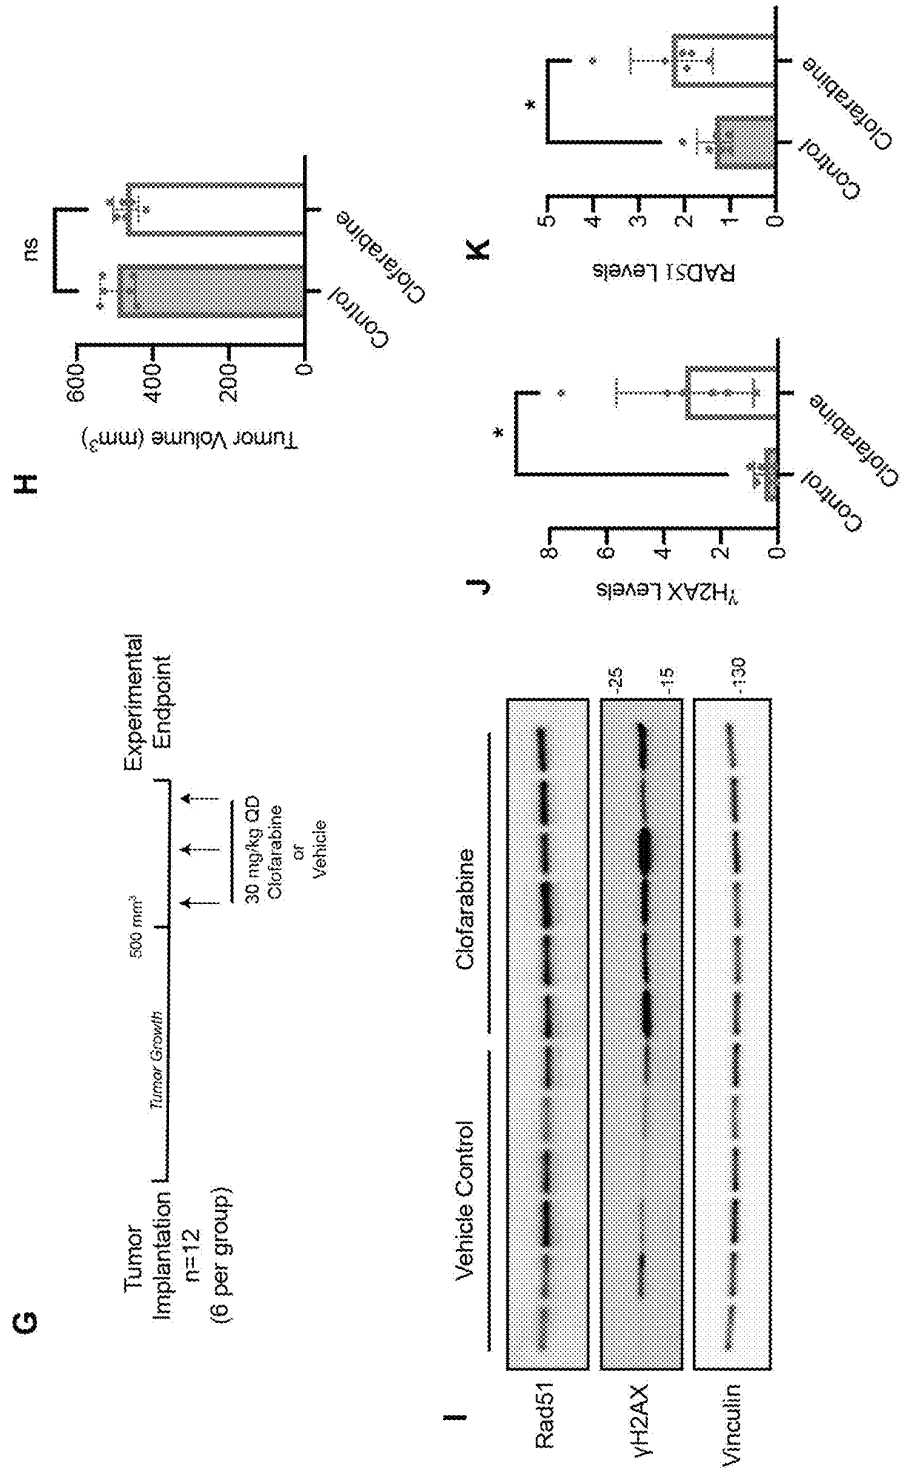 G
Tumor
Implantation
n=12
(6 per group)
Tumor Growth
500 mm³
Experimental
Endpoint
30 mg/kg QD
Clofarabine
or
Vehicle
H
Tumor Volume (mm³)
600
400
200
0
ns
Control
Clofarabine
I
Vehicle Control
Clofarabine
Rad51
γH2AX
-25
-15
Vinculin
-130
J
γH2AX Levels
8
6
4
2
0
*
Control
Clofarabine
K
RAD51 Levels
5
4
3
2
1
0
*
Control
Clofarabine